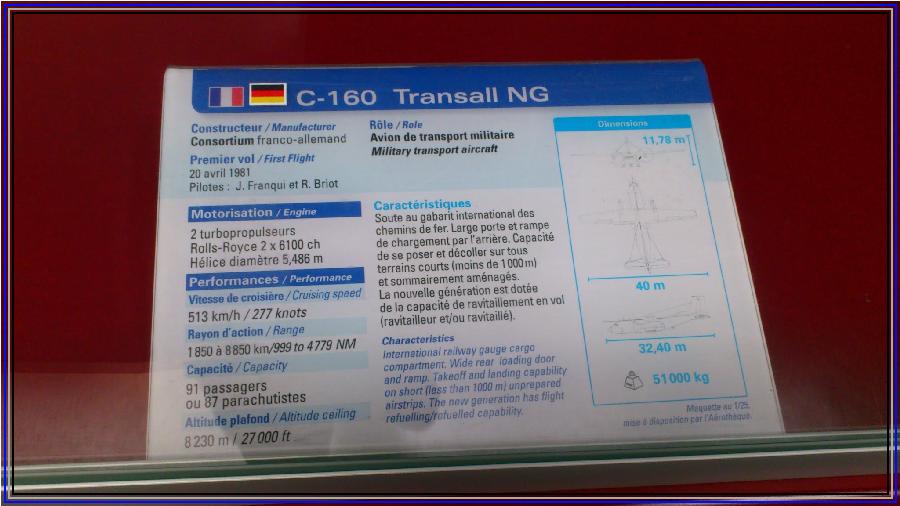 C-160 Transall NG
Constructeur / Manufacturer
Consortium franco-allemand
Premier vol / First Flight
20 avril 1981
Pilotes : J. Franqui et R. Briot
Rôle / Role
Avion de transport militaire
Military transport aircraft
Motorisation / Engine
2 turbopropulseurs
Rolls-Royce 2 x 6100 ch
Hélice diamètre 5,486 m
Performances / Performance
Vitesse de croisière / Cruising speed
513 km/h / 277 knots
Rayon d'action / Range
1 850 à 8 850 km/999 to 4 779 NM
Capacité / Capacity
91 passagers
ou 87 parachutistes
Altitude plafond / Altitude ceiling
8 230 m / 27 000 ft
Caractéristiques
Soute au gabarit international des
chemins de fer. Large porte et rampe
de chargement par l'arrière. Capacité
de se poser et décoller sur tous
terrains courts (moins de 1 000 m)
et sommairement aménagés.
La nouvelle génération est dotée
de la capacité de ravitaillement en vol
(ravitailleur et/ou ravitaillé).
Characteristics
International railway gauge cargo
compartment. Wide rear loading door
and ramp. Takeoff and landing capability
on short (less than 1000 m) unprepared
airstrips. The new generation has flight
refuelling/refuelled capability.
Dimensions
11,78 m
40 m
32,40 m
51 000 kg
Maquette au 1/25,
mise à disposition par l'Aérothèque.